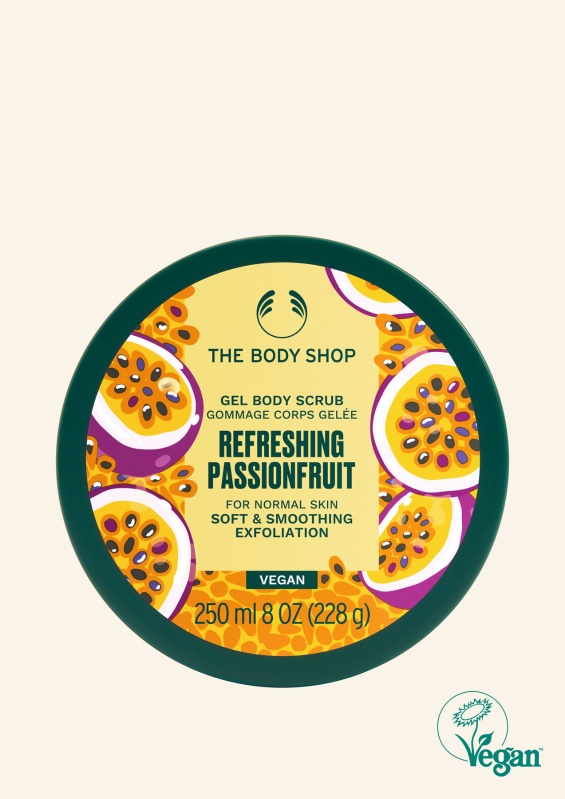 THE BODY SHOP
GEL BODY SCRUB
GOMMAGE CORPS GELÉE
REFRESHING
PASSIONFRUIT
FOR NORMAL SKIN
SOFT & SMOOTHING
EXFOLIATION
VEGAN
250 ml 8 OZ (228 g)
Vegan™